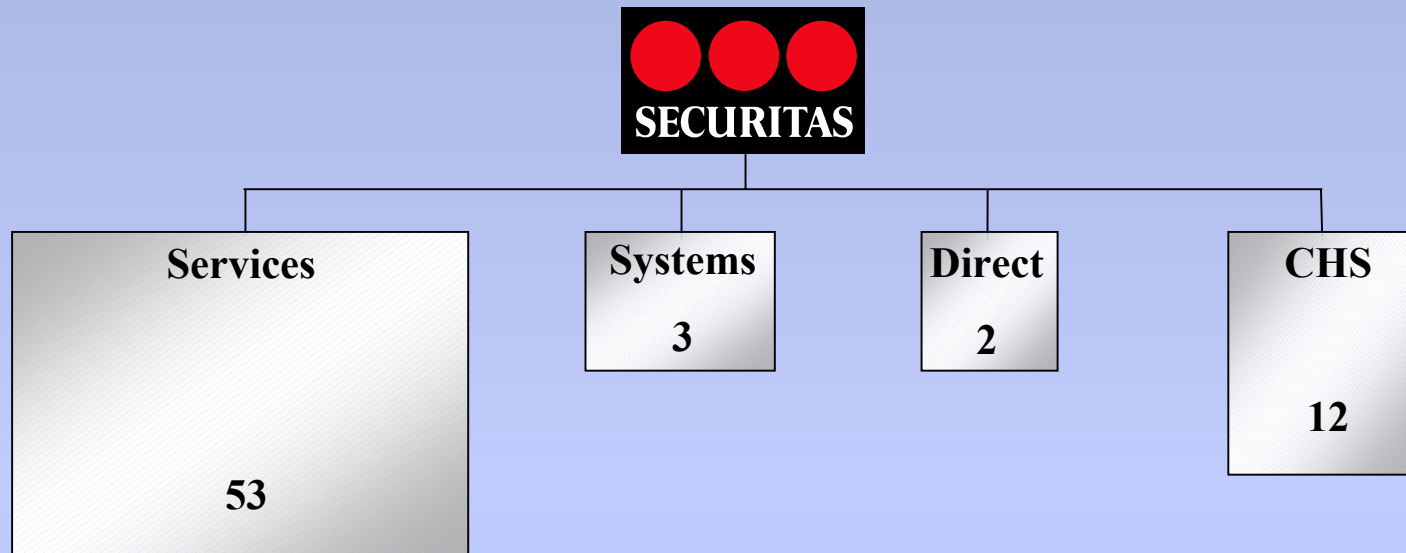 SECURITAS
Services
53
Systems
3
Direct
2
CHS
12